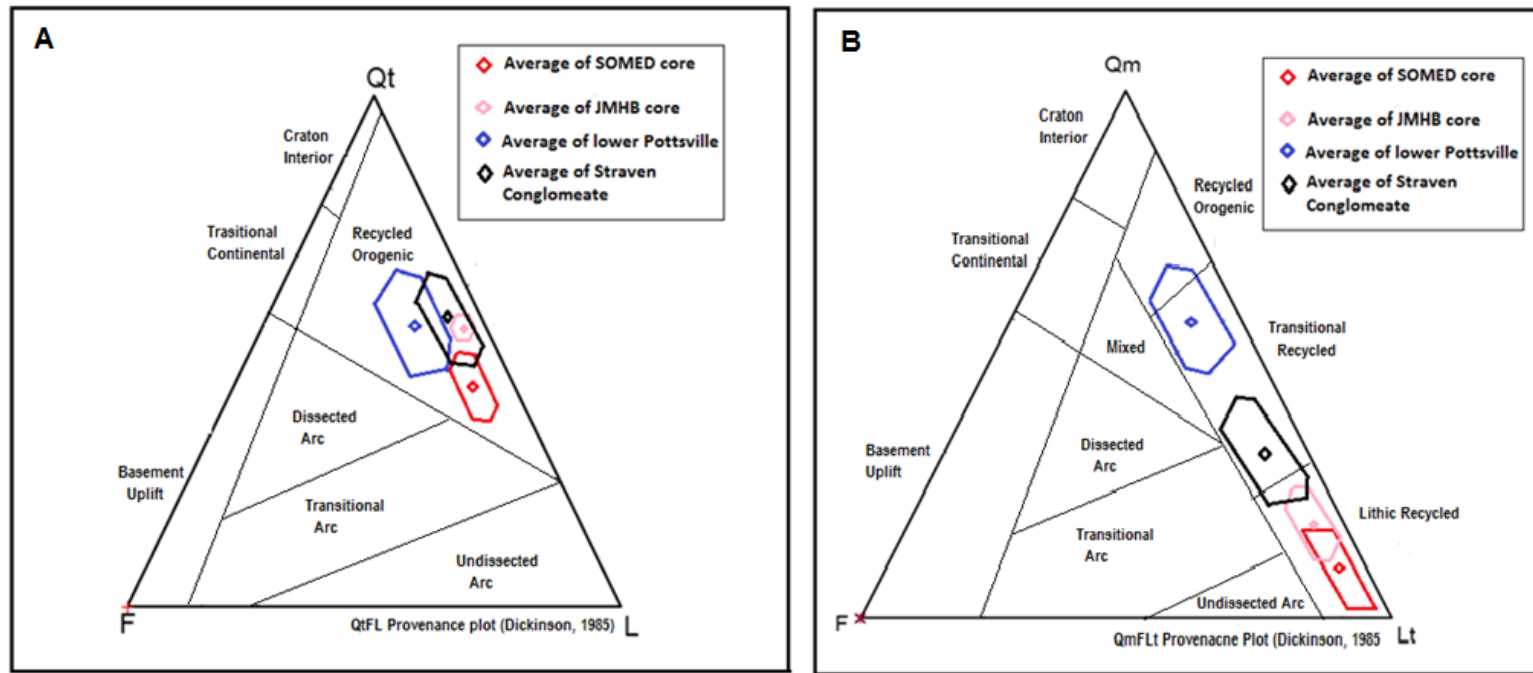 A
Qt
Average of SOMED core
Average of JMHB core
Average of lower Pottsville
Average of Straven
Conglomeate
Craton
Interior
Trasitional
Continental
Recycled
Orogenic
Dissected
Arc
Basement
Uplift
Transitional
Arc
Undissected
Arc
F
QtFL Provenance plot (Dickinson, 1985)
L
B
Qm
Average of SOMED core
Average of JMHB core
Average of lower Pottsville
Average of Straven
Conglomeate
Craton
Interior
Recycled
Orogenic
Transitional
Continental
Mixed
Transitional
Recycled
Dissected
Arc
Basement
Uplift
Transitional
Arc
Lithic Recycled
Undissected Arc
F
QmFLt Provenacne Plot (Dickinson, 1985
Lt